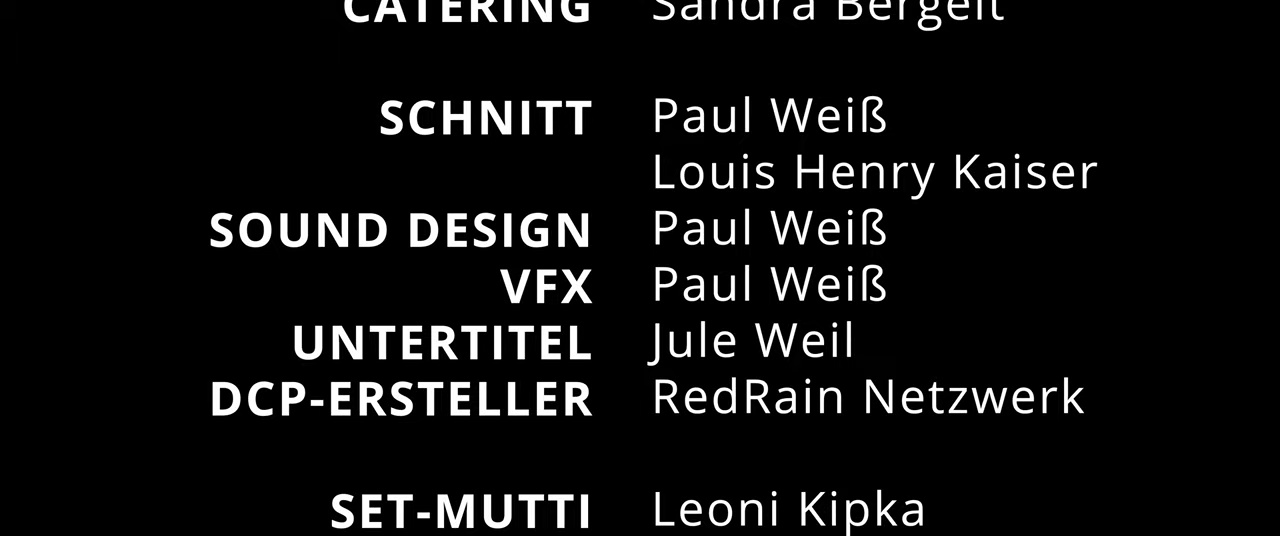 CATERING Sandra Bergelt
SCHNITT Paul Weiß
Louis Henry Kaiser
SOUND DESIGN Paul Weiß
VFX Paul Weiß
UNTERTITEL Jule Weil
DCP-ERSTELLER RedRain Netzwerk
SET-MUTTI Leoni Kipka